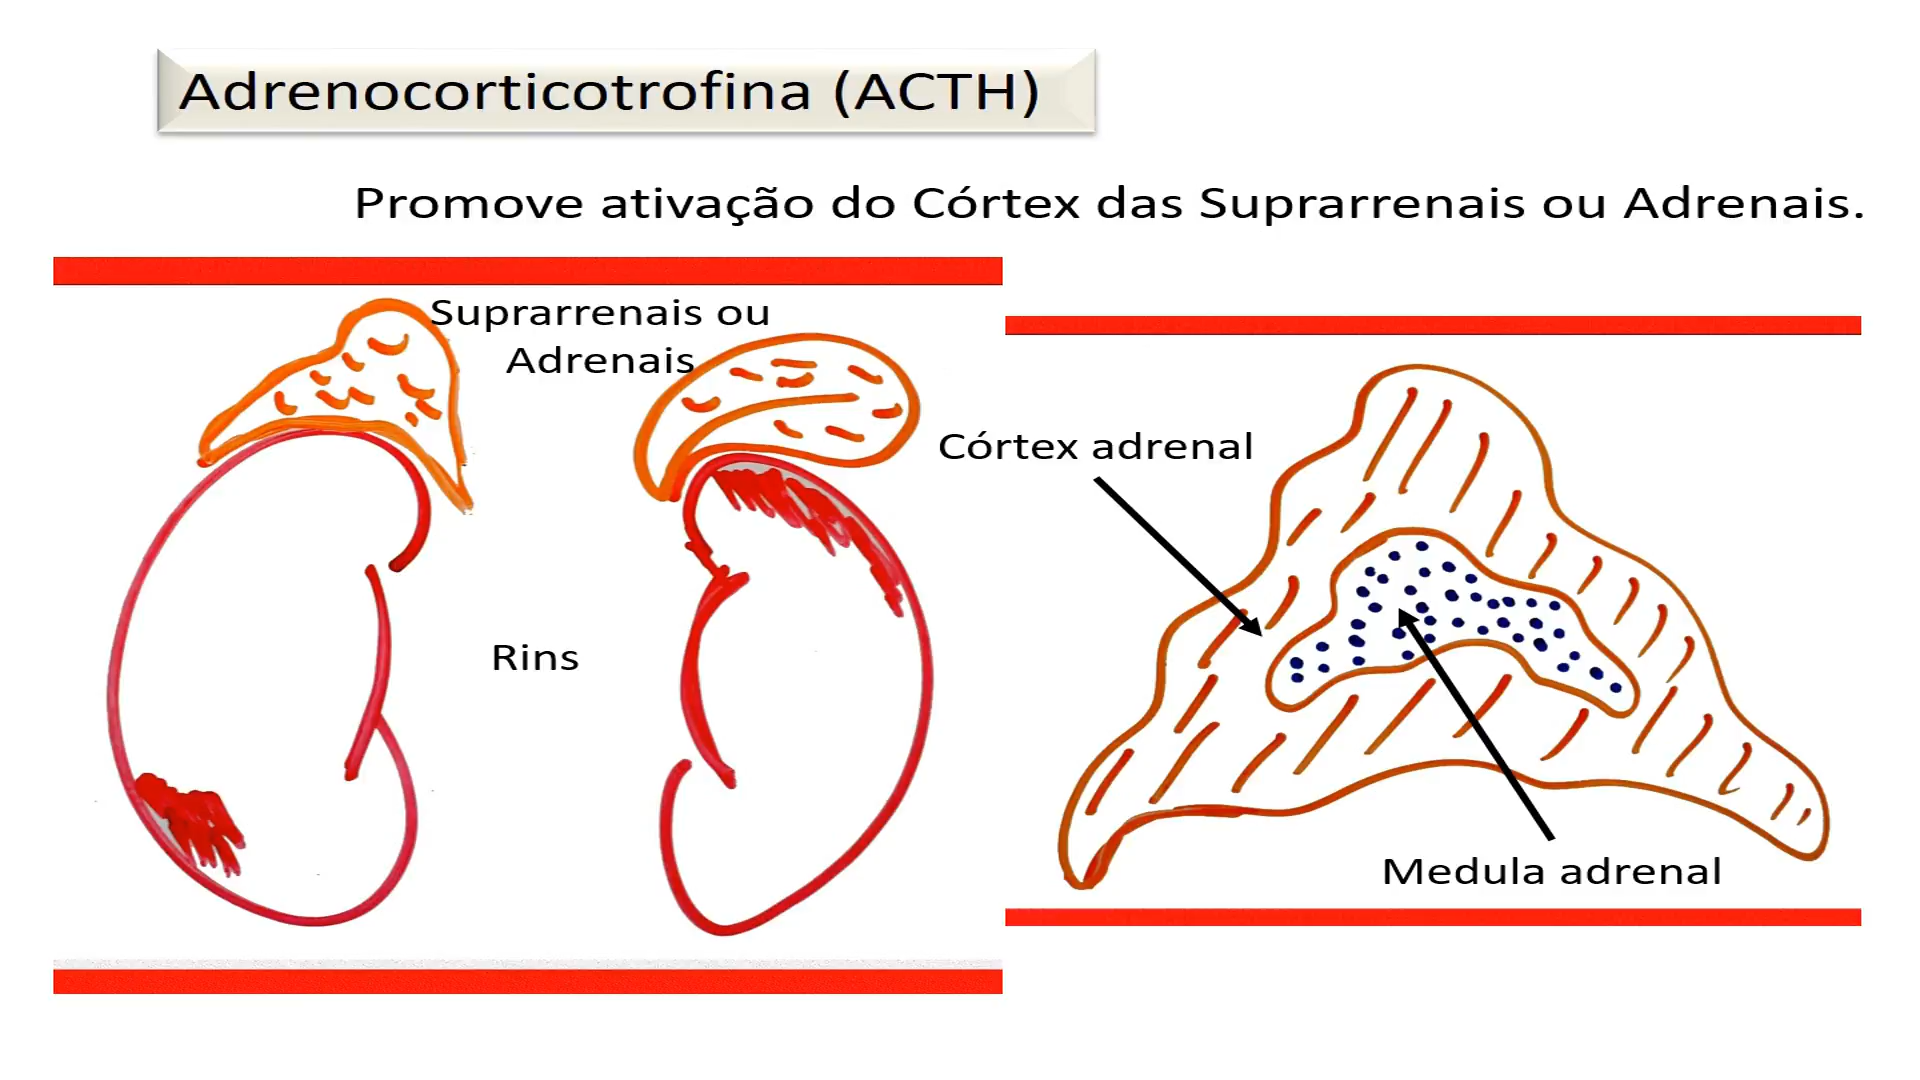 Adrenocorticotrofina (ACTH)
Promove ativação do Córtex das Suprarrenais ou Adrenais.
Suprarrenais ou
Adrenais
Rins
Córtex adrenal
Medula adrenal